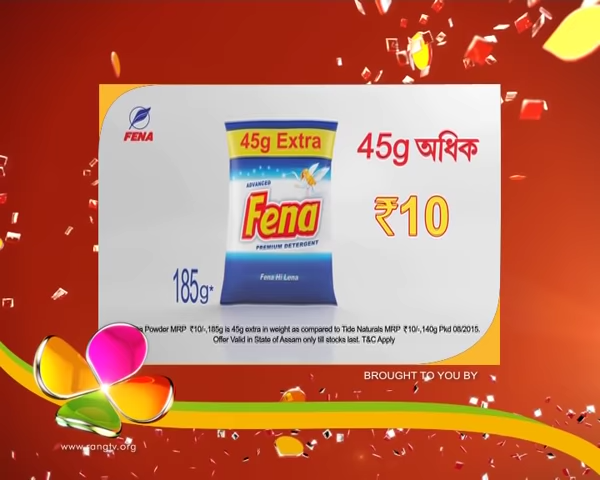 FENA
45g Extra
ADVANCED
Fena
PREMIUM DETERGENT
Fena Hi Lena
45g অধিক
₹10
185g*
Powder MRP ₹10/-,185g is 45g extra in weight as compared to Tide Naturals MRP ₹10/-,140g Pkd 08/2015.
Offer Valid in State of Assam only till stocks last. T&C Apply
BROUGHT TO YOU BY
www.rangtv.org